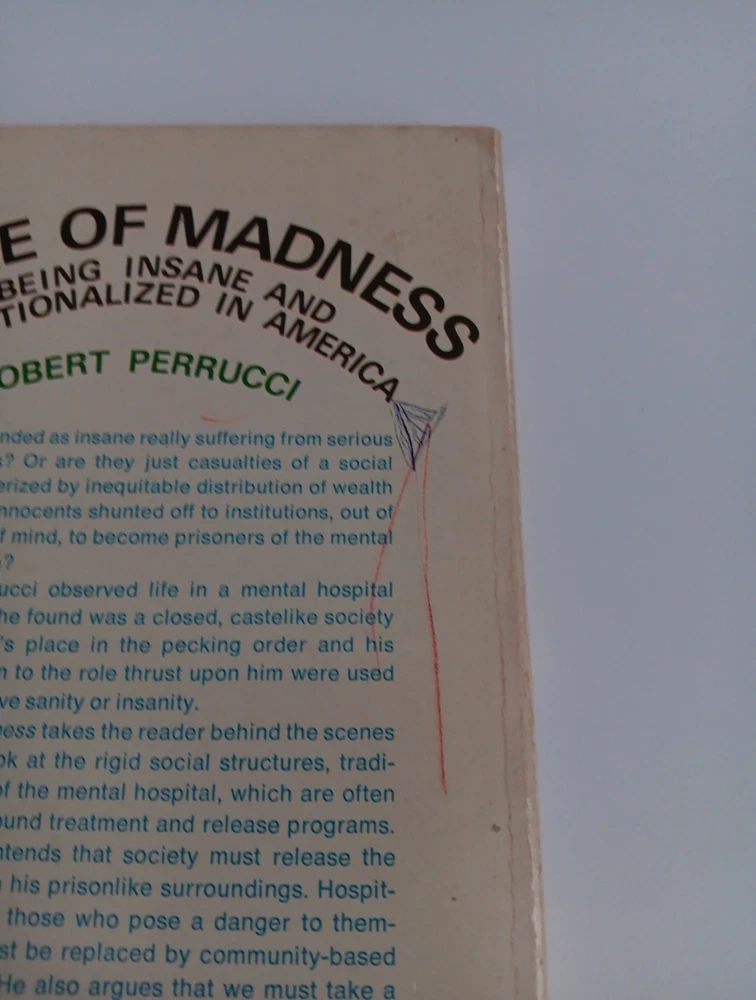 E OF MADNESS
BEING INSANE AND
TIONALIZED IN AMERICA
OBERT PERRUCCI
nded as insane really suffering from serious
s? Or are they just casualties of a social
erized by inequitable distribution of wealth
nnocents shunted off to institutions, out of
f mind, to become prisoners of the mental
?
ucci observed life in a mental hospital
he found was a closed, castelike society
's place in the pecking order and his
n to the role thrust upon him were used
ve sanity or insanity.
ess takes the reader behind the scenes
ok at the rigid social structures, tradi-
of the mental hospital, which are often
ound treatment and release programs.
ntends that society must release the
his prisonlike surroundings. Hospit-
those who pose a danger to them-
st be replaced by community-based
He also argues that we must take a